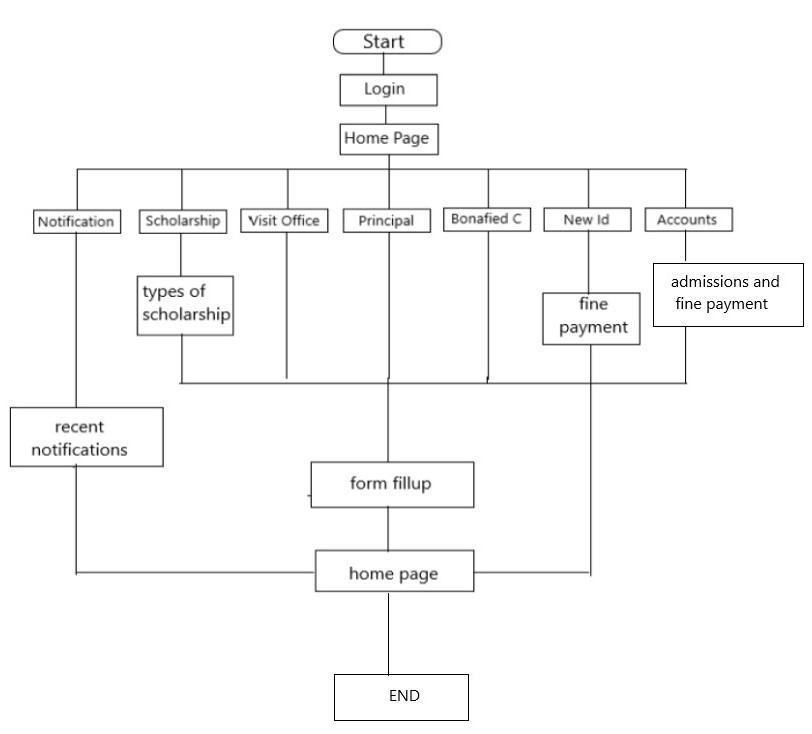 Start
Login
Home Page
Notification
Scholarship
Visit Office
Principal
Bonafied C
New Id
Accounts
types of
scholarship
fine
payment
admissions and
fine payment
recent
notifications
form fillup
home page
END